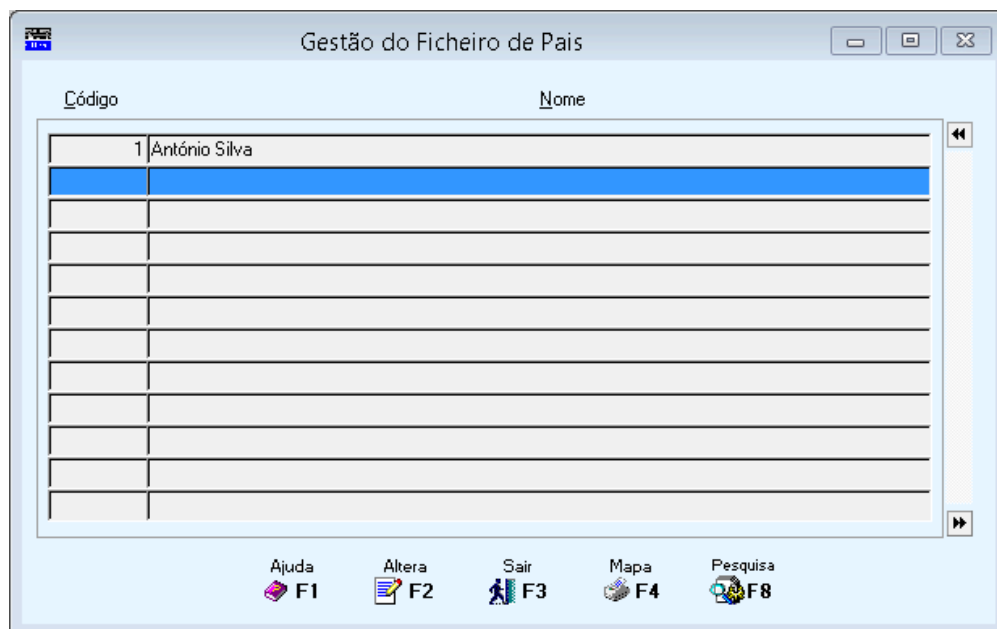 Gestão do Ficheiro de Pais
Código Nome
1 António Silva
Ajuda Altera Sair Mapa Pesquisa
F1 F2 F3 F4 F8